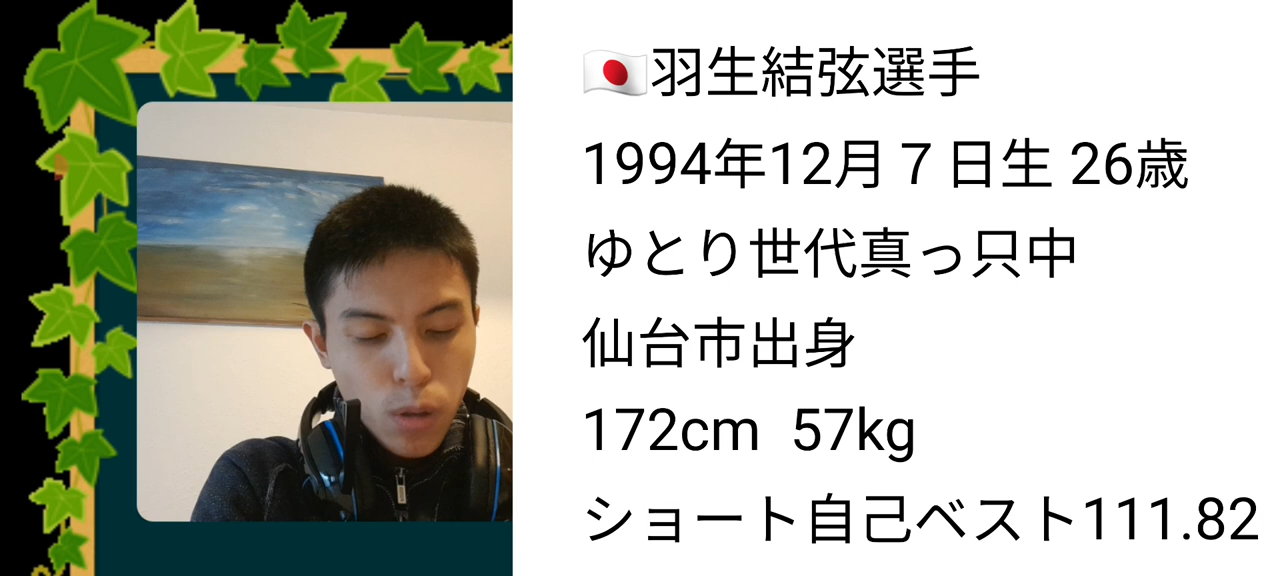 🇯🇵羽生結弦選手
1994年12月７日生 26歳
ゆとり世代真っ只中
仙台市出身
172cm 57kg
ショート自己ベスト111.82